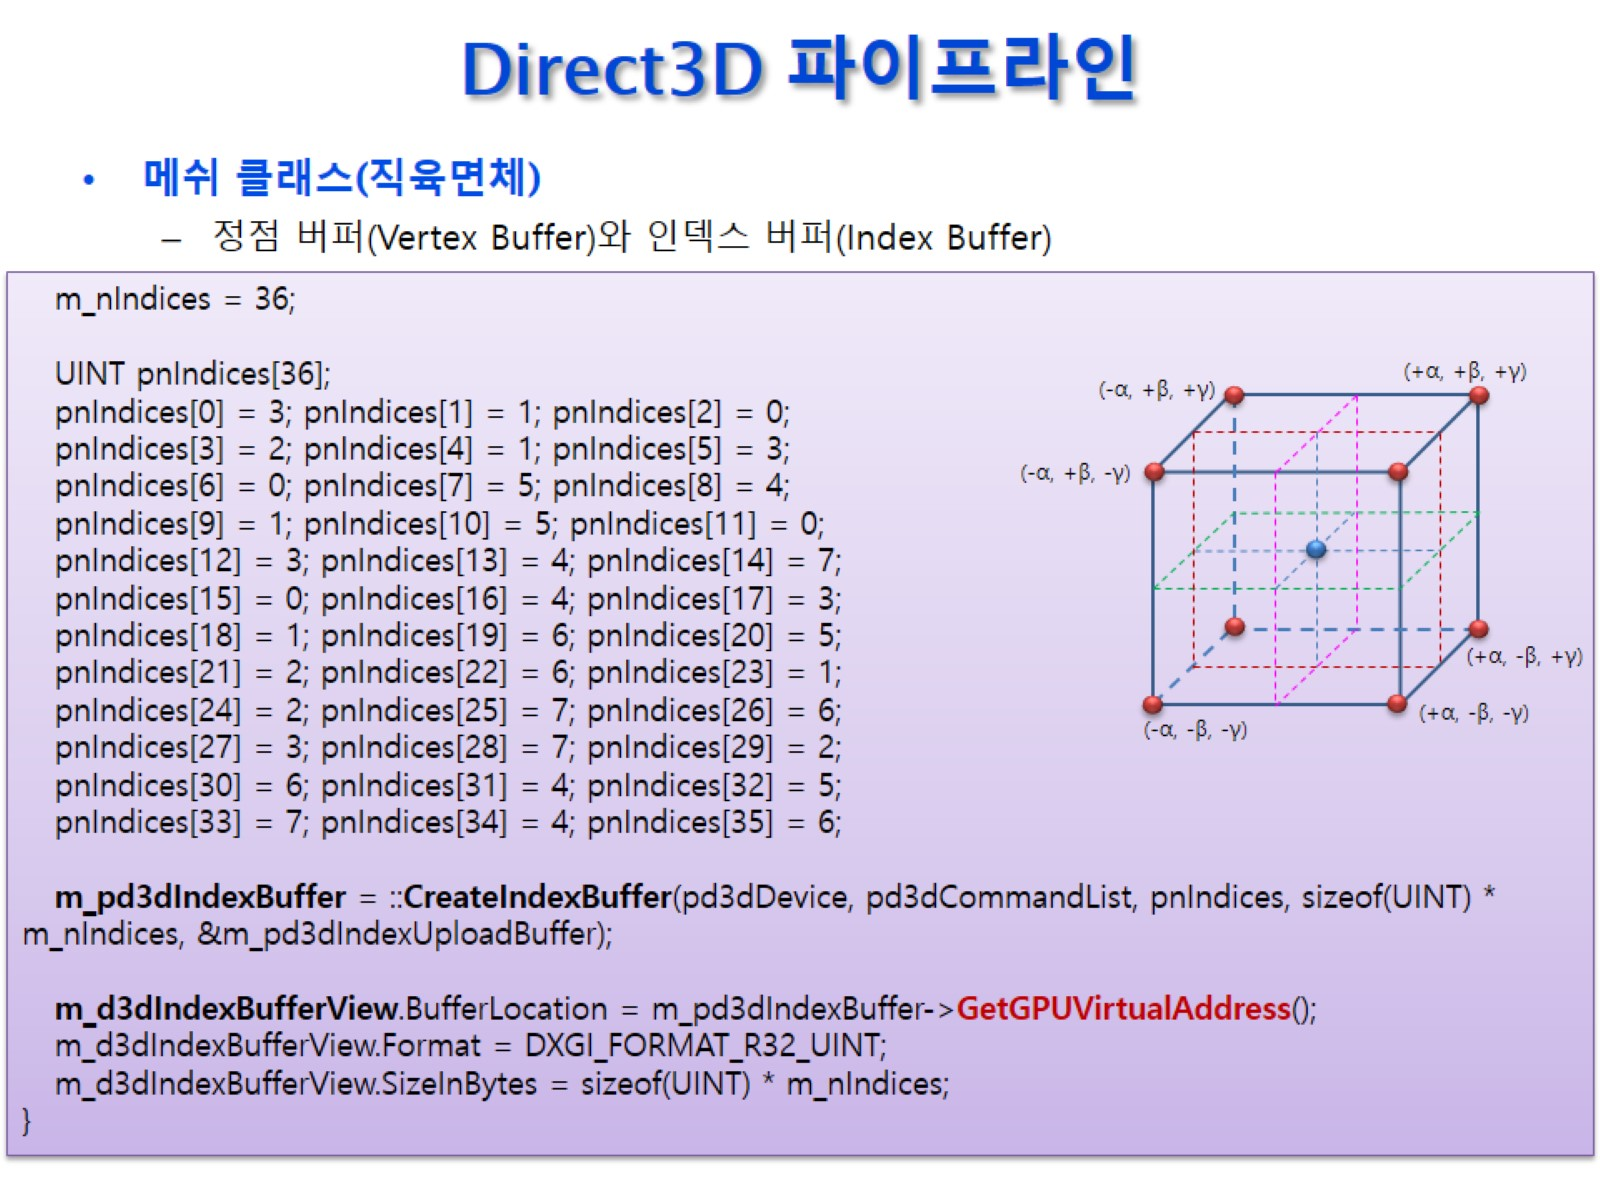 Direct3D 파이프라인
• 메쉬 클래스(직육면체)
– 정점 버퍼(Vertex Buffer)와 인덱스 버퍼(Index Buffer)
m_nIndices = 36;
UINT pnIndices[36];
pnIndices[0] = 3; pnIndices[1] = 1; pnIndices[2] = 0;
pnIndices[3] = 2; pnIndices[4] = 1; pnIndices[5] = 3;
pnIndices[6] = 0; pnIndices[7] = 5; pnIndices[8] = 4;
pnIndices[9] = 1; pnIndices[10] = 5; pnIndices[11] = 0;
pnIndices[12] = 3; pnIndices[13] = 4; pnIndices[14] = 7;
pnIndices[15] = 0; pnIndices[16] = 4; pnIndices[17] = 3;
pnIndices[18] = 1; pnIndices[19] = 6; pnIndices[20] = 5;
pnIndices[21] = 2; pnIndices[22] = 6; pnIndices[23] = 1;
pnIndices[24] = 2; pnIndices[25] = 7; pnIndices[26] = 6;
pnIndices[27] = 3; pnIndices[28] = 7; pnIndices[29] = 2;
pnIndices[30] = 6; pnIndices[31] = 4; pnIndices[32] = 5;
pnIndices[33] = 7; pnIndices[34] = 4; pnIndices[35] = 6;
(-α, +β, +γ)
(+α, +β, +γ)
(-α, +β, -γ)
(+α, -β, +γ)
(-α, -β, -γ)
(+α, -β, -γ)
m_pd3dIndexBuffer = ::CreateIndexBuffer(pd3dDevice, pd3dCommandList, pnIndices, sizeof(UINT) *
m_nIndices, &m_pd3dIndexUploadBuffer);
m_d3dIndexBufferView.BufferLocation = m_pd3dIndexBuffer->GetGPUVirtualAddress();
m_d3dIndexBufferView.Format = DXGI_FORMAT_R32_UINT;
m_d3dIndexBufferView.SizeInBytes = sizeof(UINT) * m_nIndices;
}